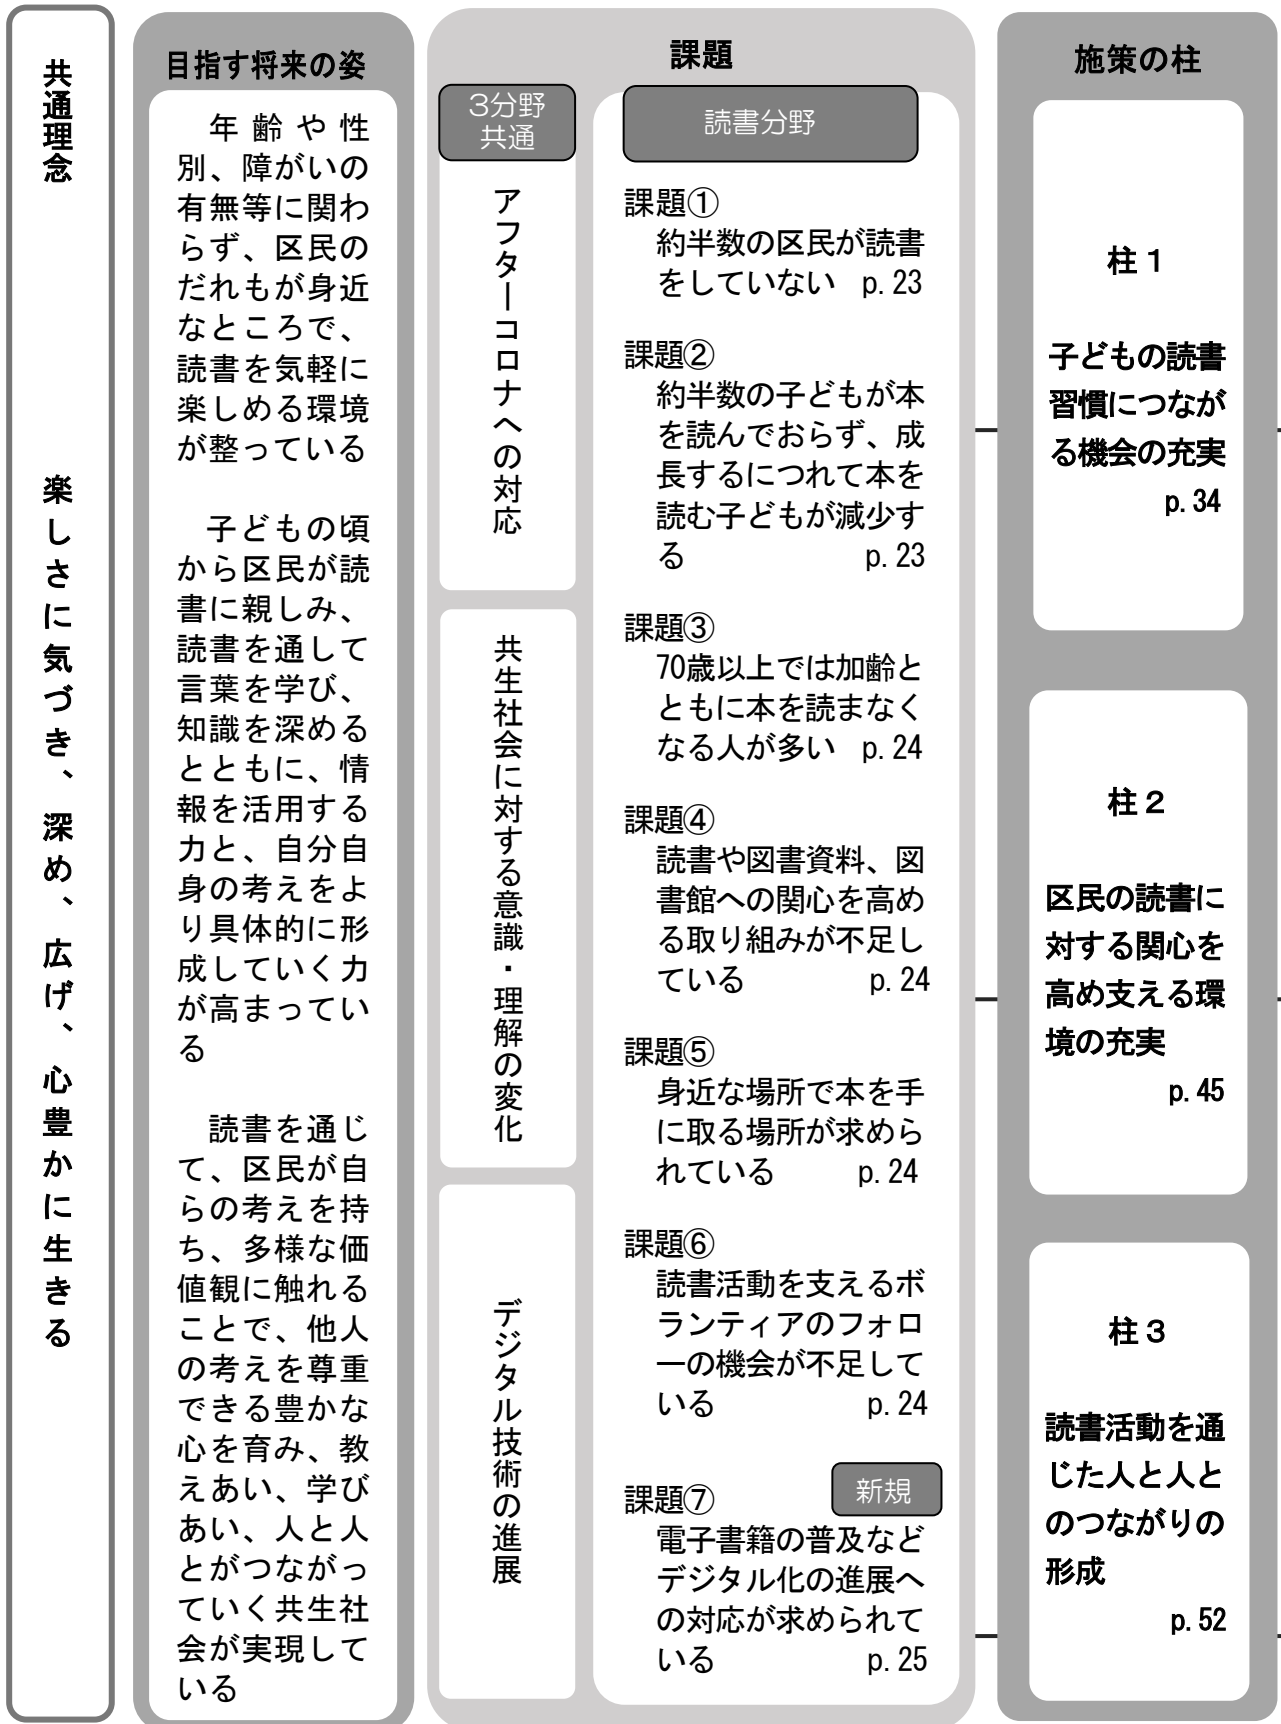 共通理念
楽しさに気づき、深め、広げ、心豊かに生きる
目指す将来の姿
年齢や性
別、障がいの
有無等に関わ
らず、区民の
だれもが身近
なところで、
読書を気軽に
楽しめる環境
が整っている
子どもの頃
から区民が読
書に親しみ、
読書を通して
言葉を学び、
知識を深める
とともに、情
報を活用する
力と、自分自
身の考えをよ
り具体的に形
成していく力
が高まってい
る
読書を通じ
て、区民が自
らの考えを持
ち、多様な価
値観に触れる
ことで、他人
の考えを尊重
できる豊かな
心を育み、教
えあい、学び
あい、人と人
とがつながっ
ていく共生社
会が実現して
いる
課題
3分野
共通
アフターコロナへの対応
共生社会に対する意識・理解の変化
デジタル技術の進展
読書分野
課題①
約半数の区民が読書
をしていない p.23
課題②
約半数の子どもが本
を読んでおらず、成
長するにつれて本を
読む子どもが減少す
る p.23
課題③
70歳以上では加齢と
ともに本を読まなく
なる人が多い p.24
課題④
読書や図書資料、図
書館への関心を高め
る取り組みが不足し
ている p.24
課題⑤
身近な場所で本を手
に取る場所が求めら
れている p.24
課題⑥
読書活動を支えるボ
ランティアのフォロ
ーの機会が不足して
いる p.24
課題⑦ 新規
電子書籍の普及など
デジタル化の進展へ
の対応が求められて
いる p.25
施策の柱
柱1
子どもの読書
習慣につなが
る機会の充実
p.34
柱2
区民の読書に
対する関心を
高め支える環
境の充実
p.45
柱3
読書活動を通
じた人と人と
のつながりの
形成
p.52